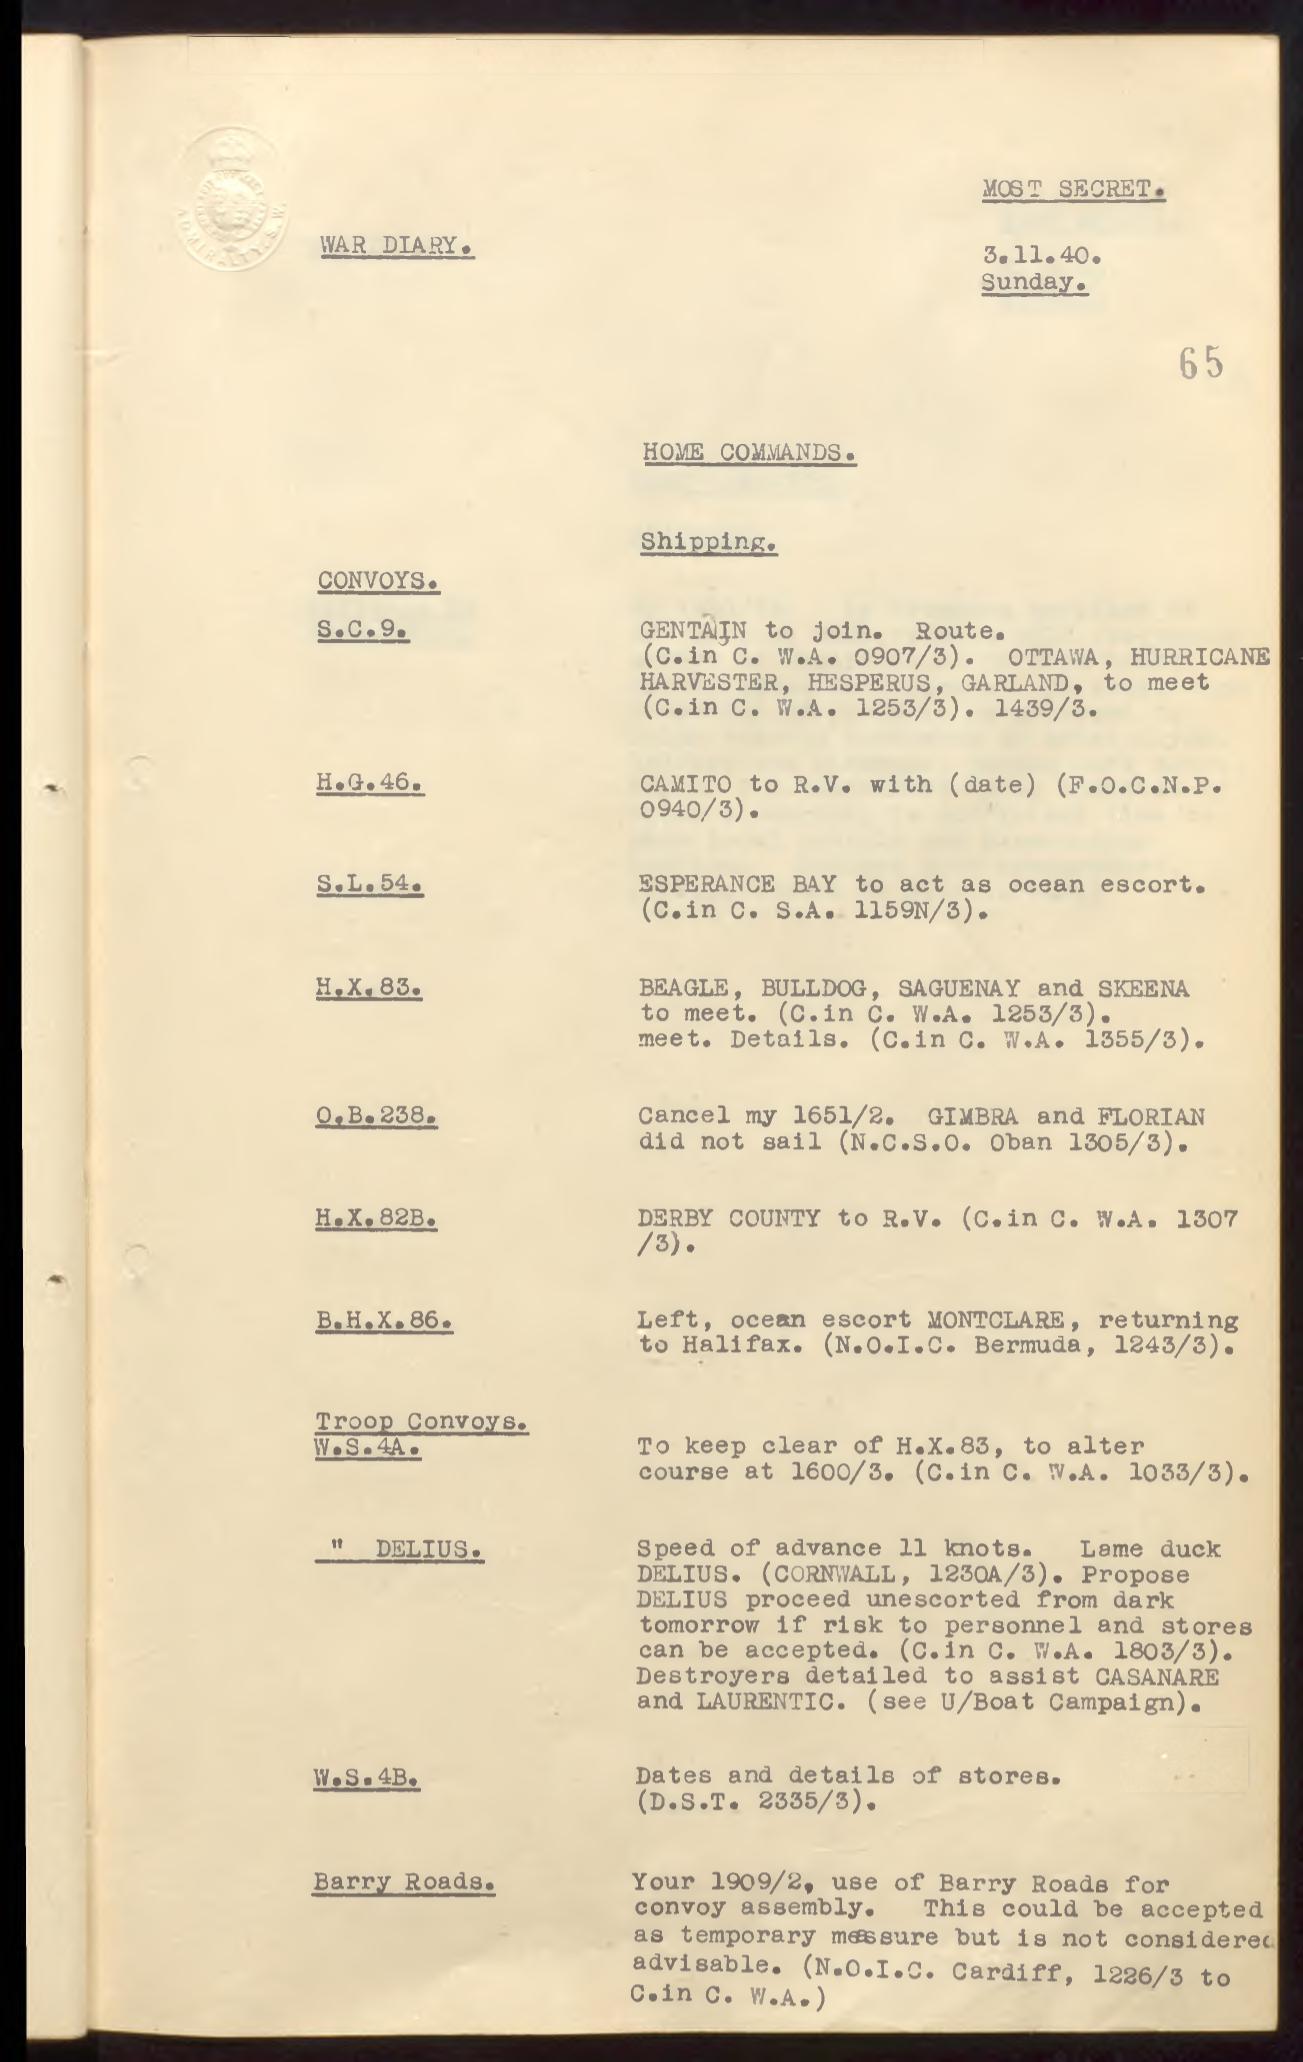 MOST SECRET.
WAR DIARY.
3.11.40.
Sunday.
ADMIRALTY. S.W.
65
HOME COMMANDS.
Shipping.
CONVOYS.
S.C.9. GENTAIN to join. Route.
(C.in C. W.A. 0907/3). OTTAWA, HURRICANE
HARVESTER, HESPERUS, GARLAND, to meet
(C.in C. W.A. 1253/3). 1439/3.
H.G.46. CAMITO to R.V. with (date) (F.O.C.N.P.
0940/3).
S.L.54. ESPERANCE BAY to act as ocean escort.
(C.in C. S.A. 1159N/3).
H.X.83. BEAGLE, BULLDOG, SAGUENAY and SKEENA
to meet. (C.in C. W.A. 1253/3).
meet. Details. (C.in C. W.A. 1355/3).
O.B.238. Cancel my 1651/2. GIMBRA and FLORIAN
did not sail (N.C.S.O. Oban 1305/3).
H.X.82B. DERBY COUNTY to R.V. (C.in C. W.A. 1307
/3).
B.H.X.86. Left, ocean escort MONTCLARE, returning
to Halifax. (N.O.I.C. Bermuda, 1243/3).
Troop Convoys.
W.S.4A. To keep clear of H.X.83, to alter
course at 1600/3. (C.in C. W.A. 1033/3).
" DELIUS. Speed of advance 11 knots. Lame duck
DELIUS. (CORNWALL, 1230A/3). Propose
DELIUS proceed unescorted from dark
tomorrow if risk to personnel and stores
can be accepted. (C.in C. W.A. 1803/3).
Destroyers detailed to assist CASANARE
and LAURENTIC. (see U/Boat Campaign).
W.S.4B. Dates and details of stores.
(D.S.T. 2335/3).
Barry Roads. Your 1909/2, use of Barry Roads for
convoy assembly. This could be accepted
as temporary measure but is not considered
advisable. (N.O.I.C. Cardiff, 1226/3 to
C.in C. W.A.)